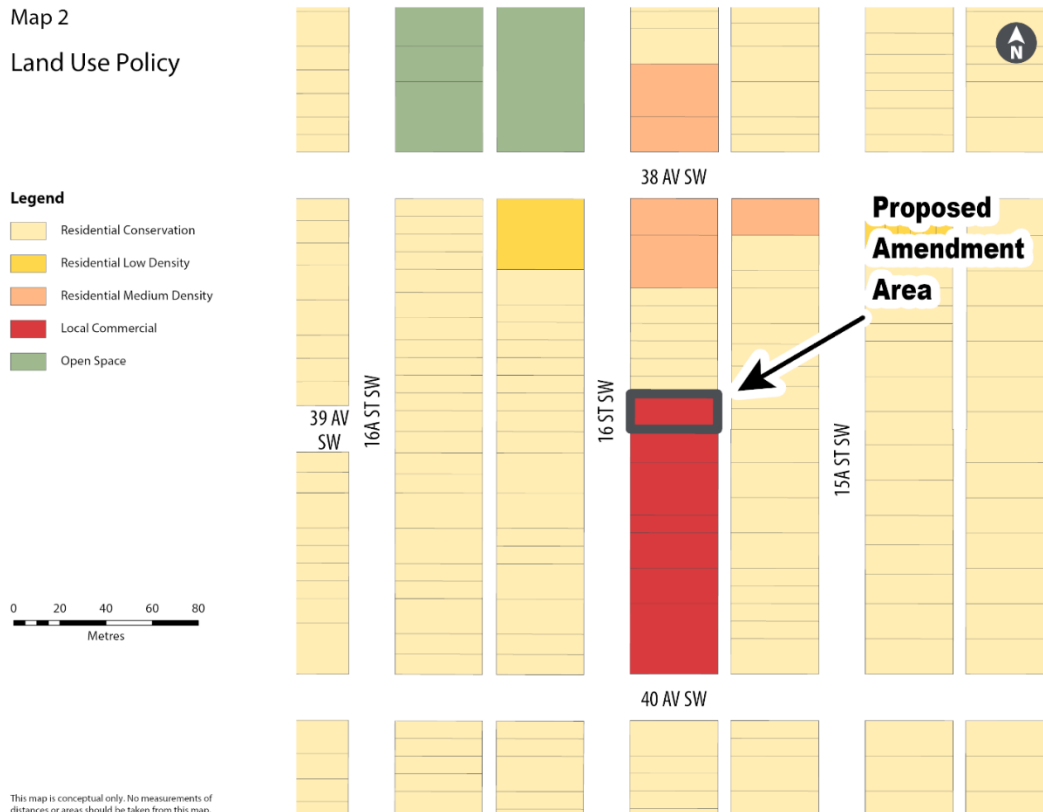 Map 2
Land Use Policy
N
Legend
Residential Conservation
Residential Low Density
Residential Medium Density
Local Commercial
Open Space
38 AV SW
Proposed
Amendment
Area
39 AV
SW
16A ST SW
16 ST SW
15A ST SW
0 20 40 60 80
Metres
40 AV SW
This map is conceptual only. No measurements of
distances or areas should be taken from this map.